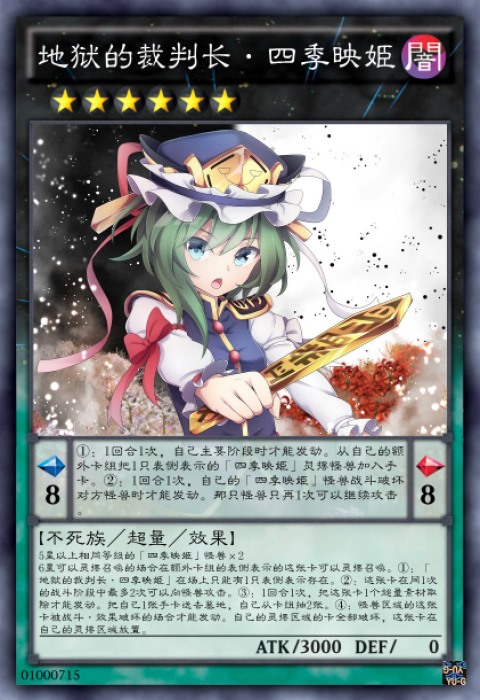 地狱的裁判长·四季映姬
闇
①：1回合1次，自己主要阶段时才能发动。从自己的额
外卡组把1只表侧表示的「四季映姬」灵摆怪兽加入手
卡。②：1回合1次，自己的「四季映姬」怪兽战斗破坏
对方怪兽时才能发动。那只怪兽只再1次可以继续攻击
。
8
8
【不死族／超量／效果】
5星以上相同等级的「四季映姬」怪兽×2
6星可以灵摆召唤的场合在额外卡组的表侧表示的这张卡可以灵摆召唤。①：「
地狱的裁判长·四季映姬」在场上只能有1只表侧表示存在。②：这张卡在同1次
的战斗阶段中最多2次可以向怪兽攻击。③：1回合1次，把这张卡1个超量素材取
除才能发动。把自己1张手卡送去墓地，自己从卡组抽2张。④：怪兽区域的这张
卡被战斗·效果破坏的场合才能发动。自己的灵摆区域的卡全部破坏，这张卡在
自己的灵摆区域放置。
ATK/3000 DEF/ 0
01000715